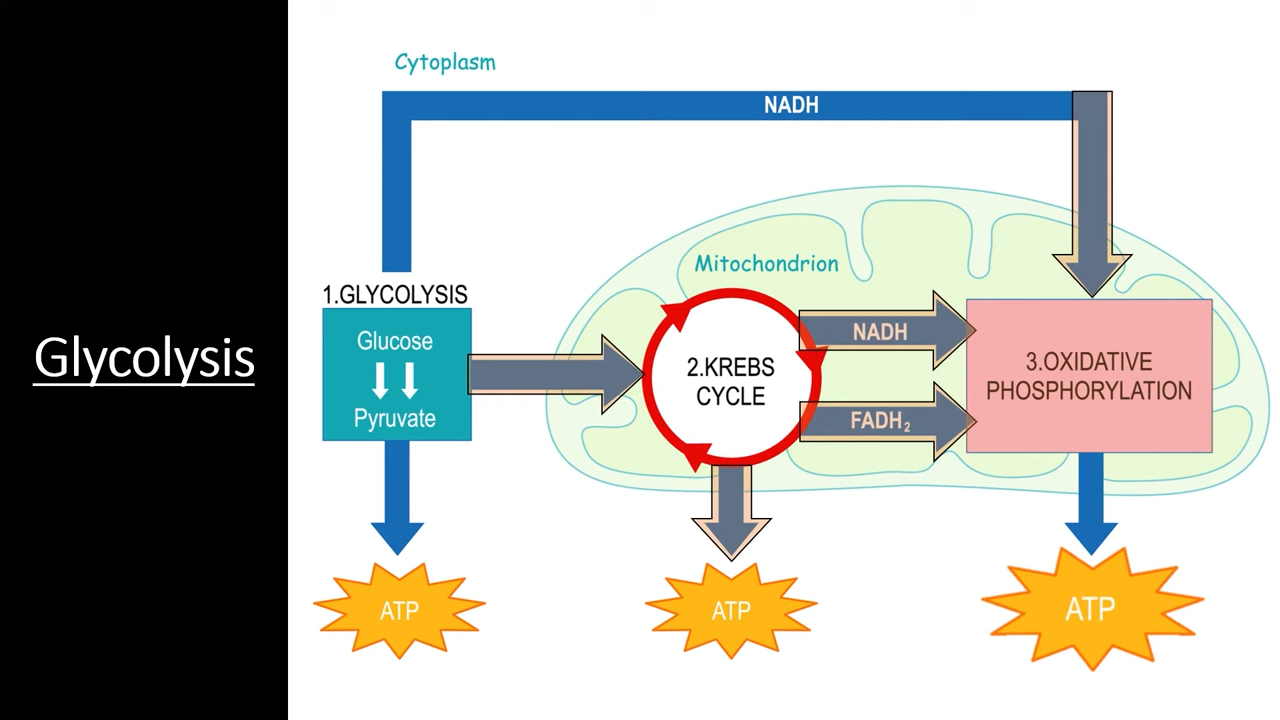 Glycolysis
Cytoplasm
NADH
Mitochondrion
1.GLYCOLYSIS
Glucose
Pyruvate
2.KREBS
CYCLE
NADH
FADH₂
3.OXIDATIVE
PHOSPHORYLATION
ATP
ATP
ATP